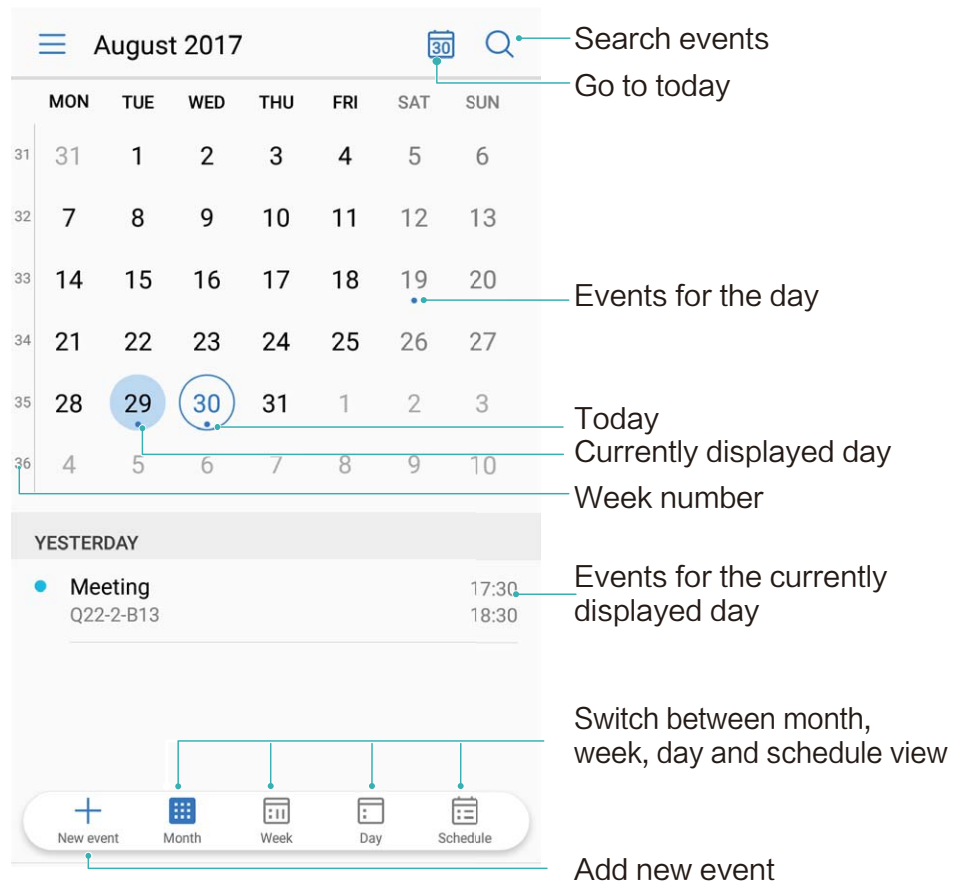 August 2017
30
Search events
Go to today
MON TUE WED THU FRI SAT SUN
31 31 1 2 3 4 5 6
32 7 8 9 10 11 12 13
33 14 15 16 17 18 19 20
Events for the day
34 21 22 23 24 25 26 27
35 28 29 30 31 1 2 3
Today
Currently displayed day
36 4 5 6 7 8 9 10
Week number
YESTERDAY
Meeting 17:30
Q22-2-B13 18:30
Events for the currently
displayed day
Switch between month,
week, day and schedule view
New event Month Week Day Schedule
Add new event